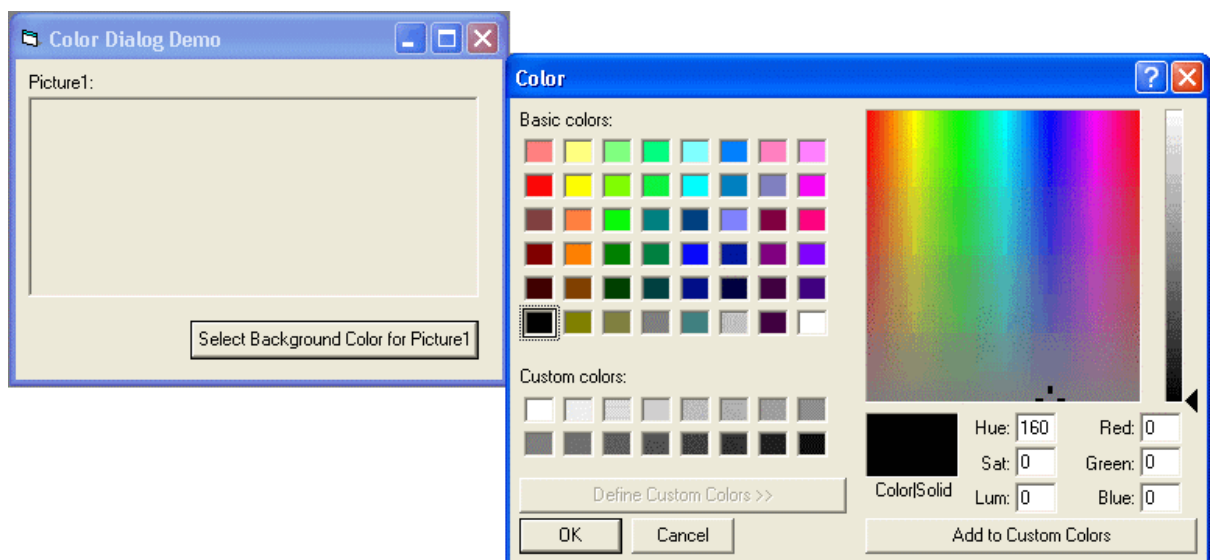 Color Dialog Demo
Picture1:
Select Background Color for Picture1
Color
?
Basic colors:
Custom colors:
Define Custom Colors >>
OK
Cancel
Color|Solid
Hue: 160
Sat: 0
Lum: 0
Red: 0
Green: 0
Blue: 0
Add to Custom Colors